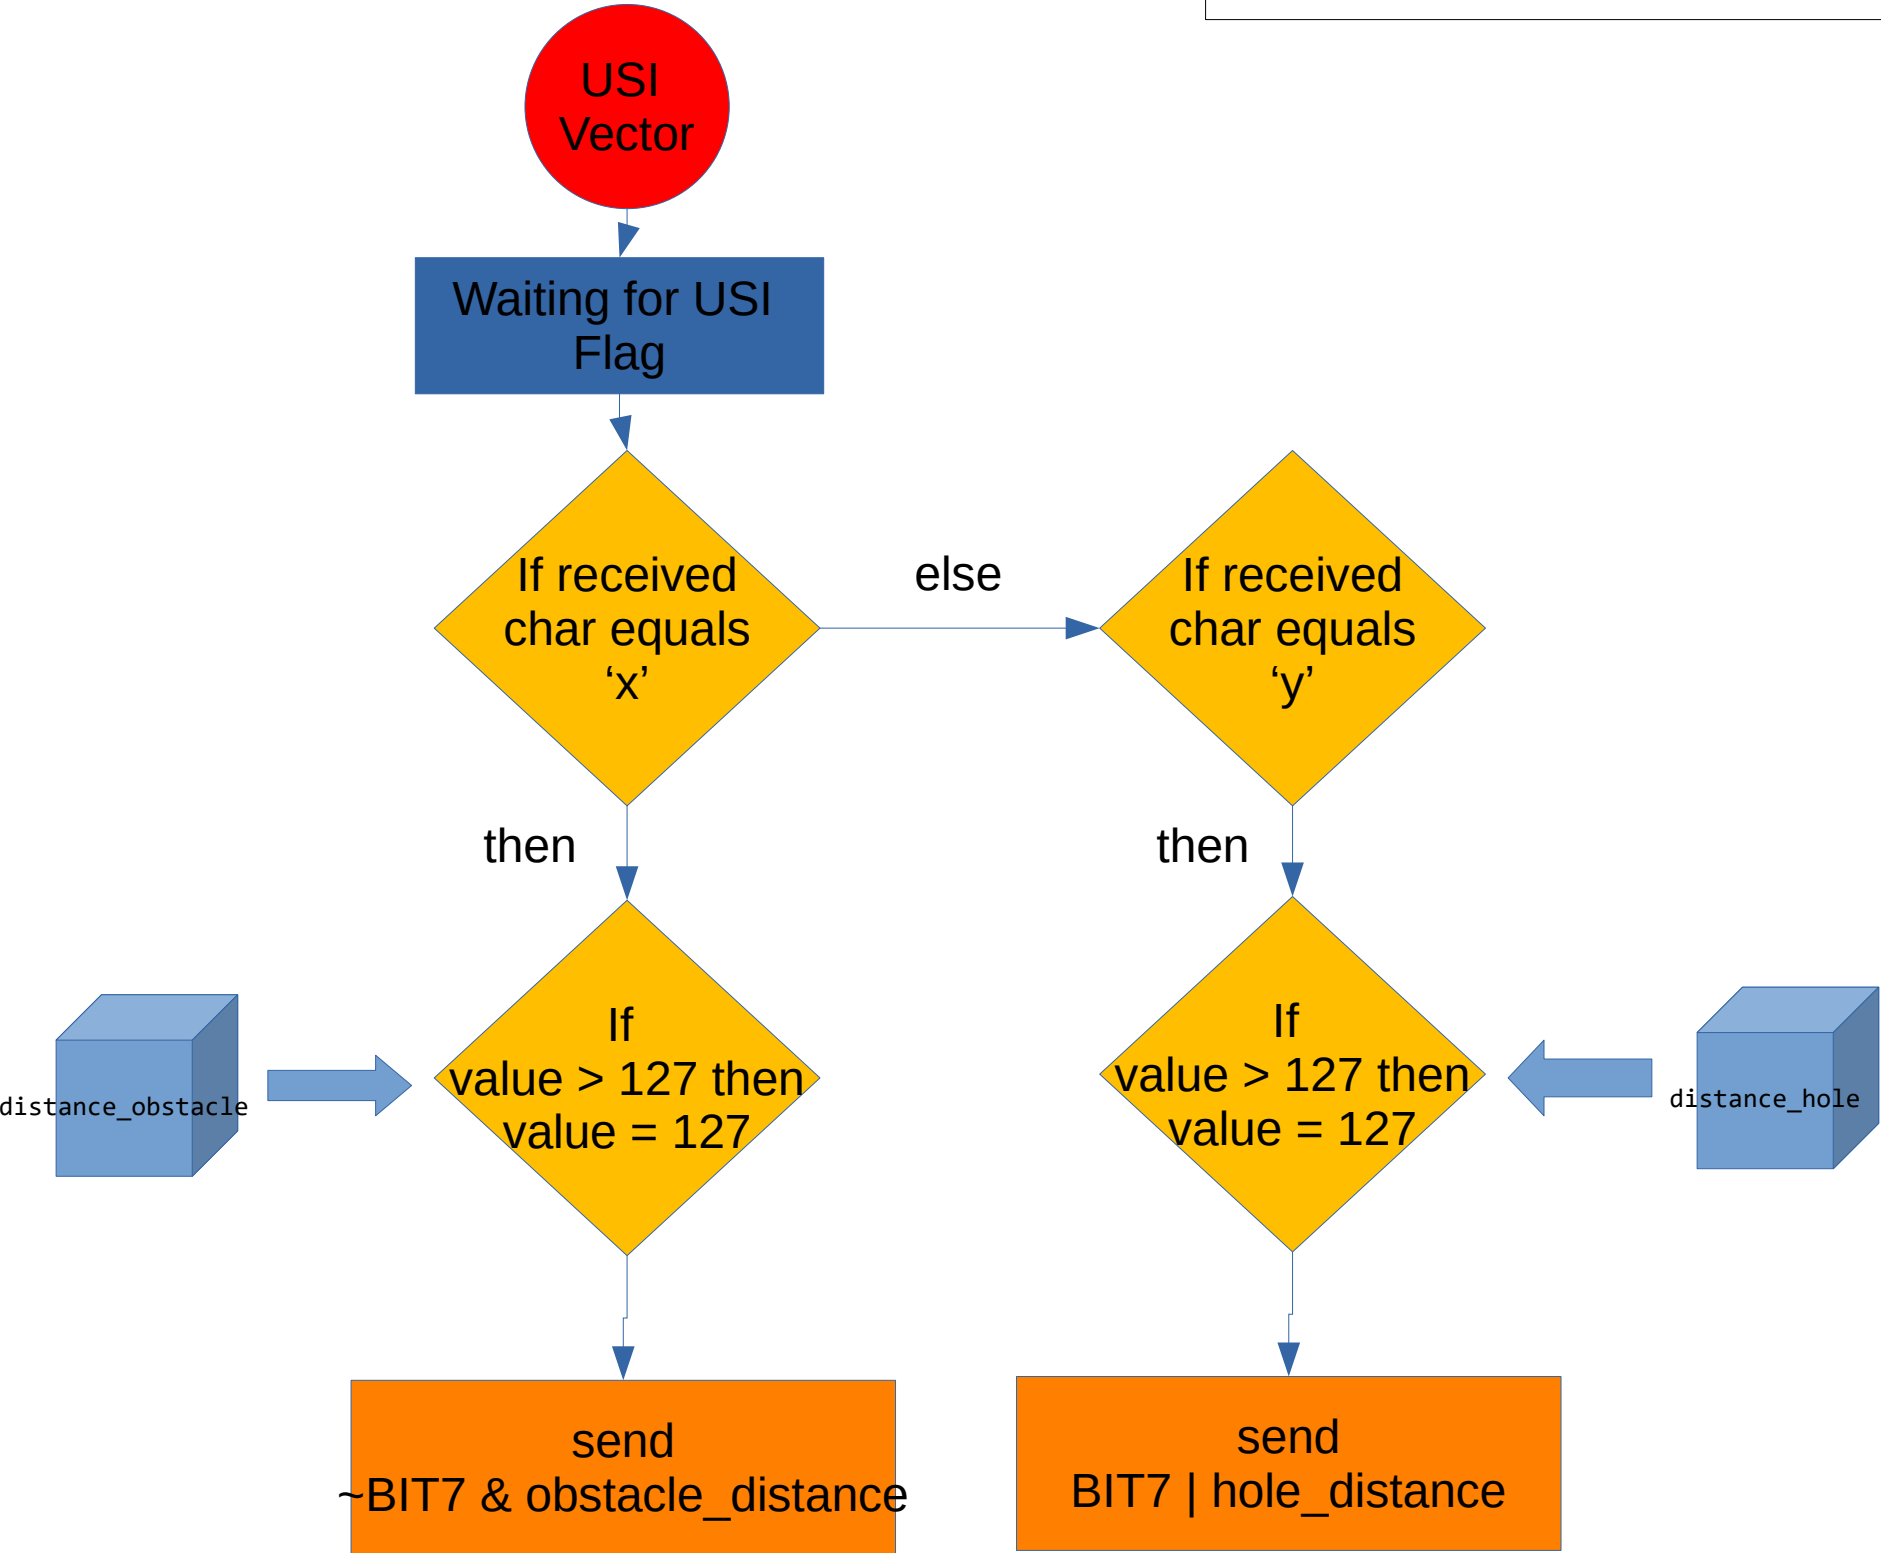 USI
Vector
Waiting for USI
Flag
If received
char equals
‘x’
else
If received
char equals
‘y’
then
then
distance_obstacle
If
value > 127 then
value = 127
If
value > 127 then
value = 127
distance_hole
send
~BIT7 & obstacle_distance
send
BIT7 | hole_distance